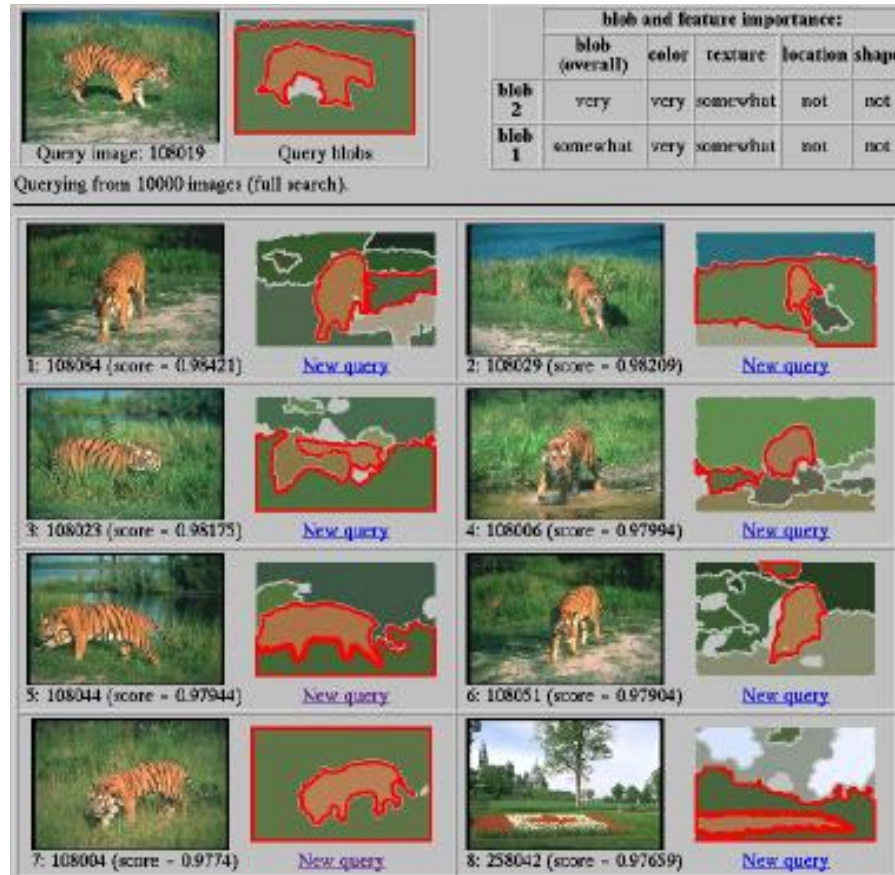 blob and feature importance:
blob (overall) color texture location shape
blob 2 very very somewhat not not
blob 1 somewhat very somewhat not not
Query image: 108019
Query blobs
Querying from 10000 images (full search).
1: 108084 (score = 0.98421)
New query
2: 108029 (score = 0.98209)
New query
3: 108023 (score = 0.98175)
New query
4: 108006 (score = 0.97994)
New query
5: 108044 (score = 0.97944)
New query
6: 108051 (score = 0.97904)
New query
7: 108004 (score = 0.9774)
New query
8: 258042 (score = 0.97659)
New query